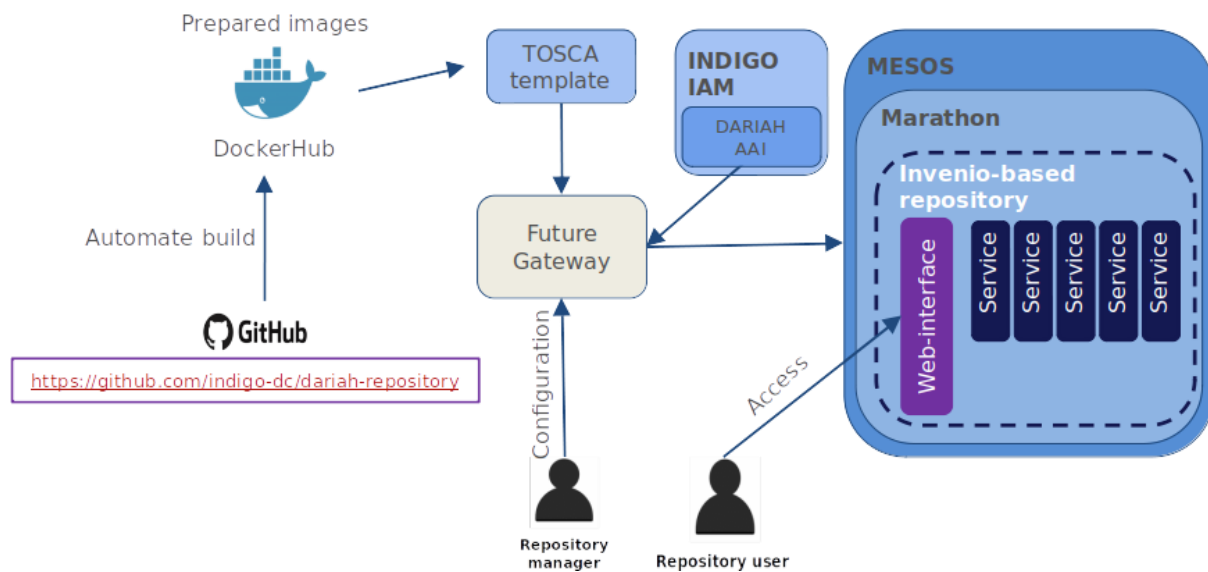 Prepared images
DockerHub
Automate build
GitHub
https://github.com/indigo-dc/dariah-repository
TOSCA
template
INDIGO
IAM
DARIAH
AAI
Future
Gateway
Configuration
Repository
manager
Access
Repository user
MESOS
Marathon
Invenio-based
repository
Web-interface
Service
Service
Service
Service
Service